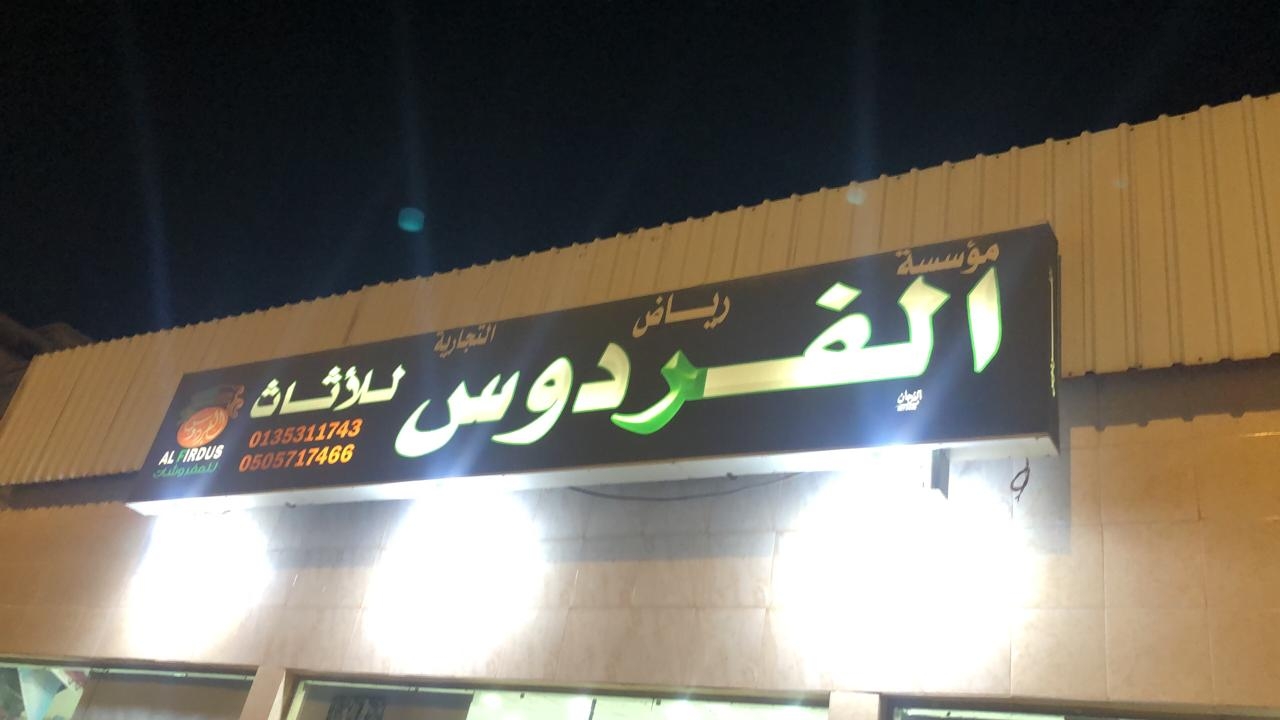 مؤسسة
رياض
التجارية
الفردوس للأثاث
0135311743
0505717466
AL FIRDUS
للمفروشات